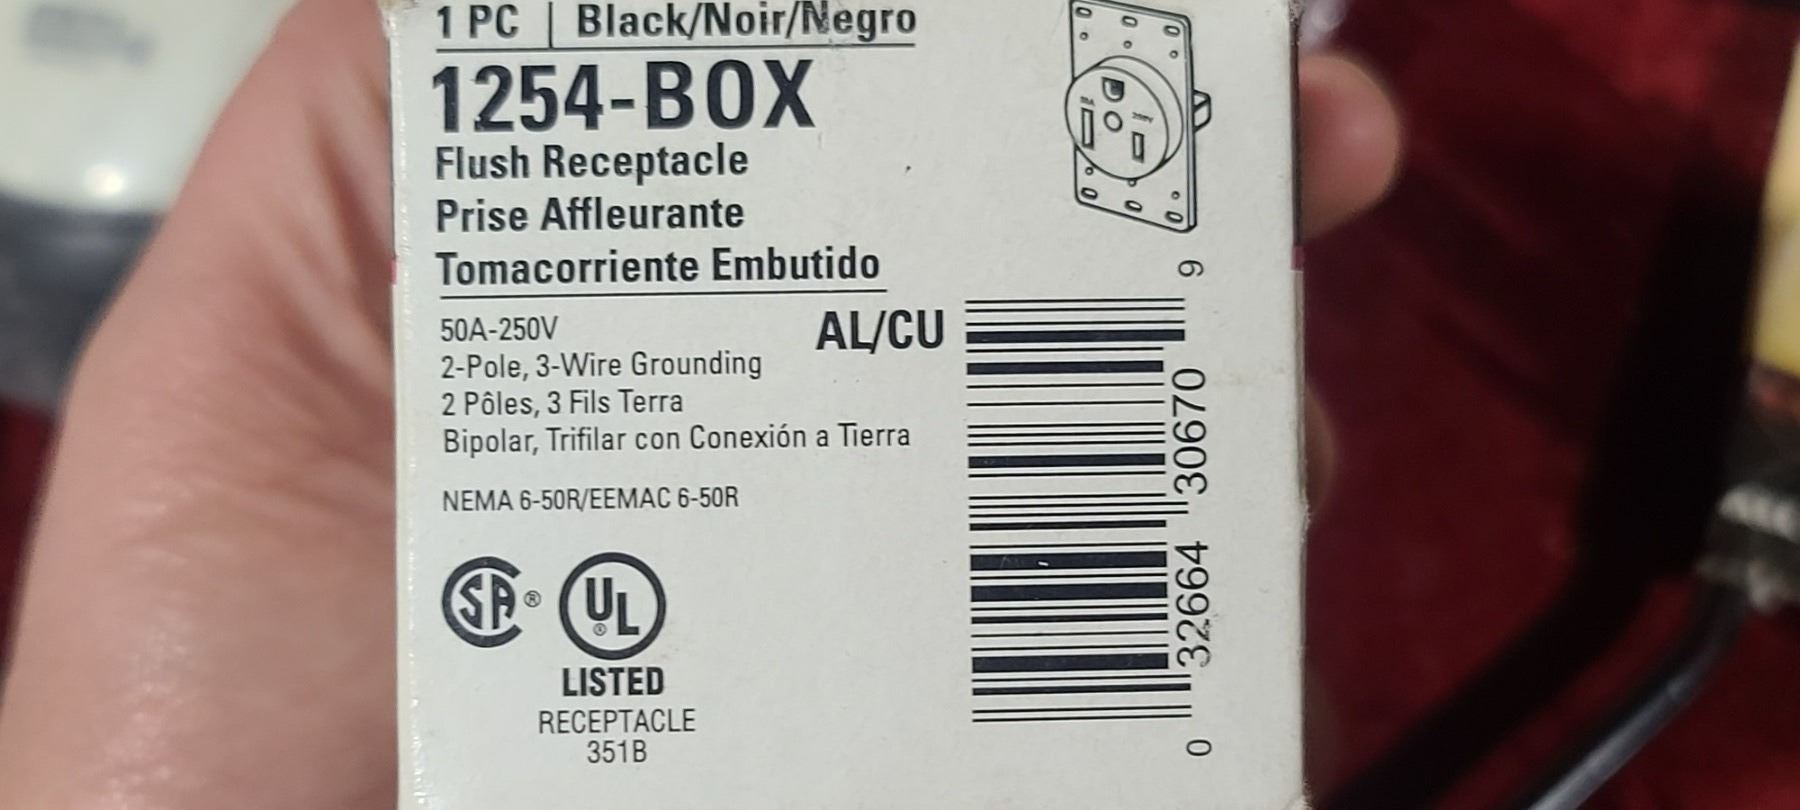 1 PC | Black/Noir/Negro
1254-BOX
Flush Receptacle
Prise Affleurante
Tomacorriente Embutido
50A-250V
AL/CU
2-Pole, 3-Wire Grounding
2 Pôles, 3 Fils Terra
Bipolar, Trifilar con Conexión a Tierra
NEMA 6-50R/EEMAC 6-50R
SA®
UL®
LISTED
RECEPTACLE
351B
0 32664 30670 9